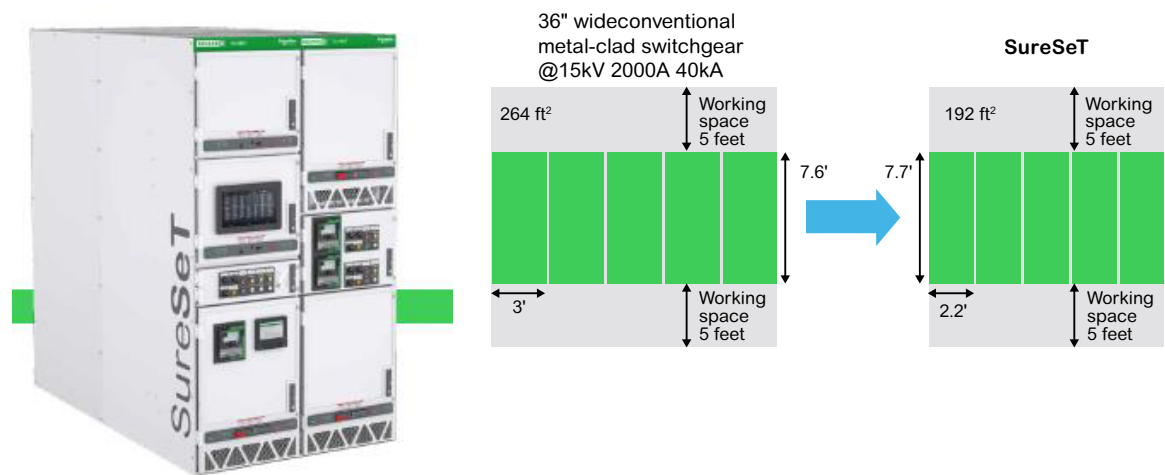 SureSeT
36" wideconventional
metal-clad switchgear
@15kV 2000A 40kA
264 ft²
Working
space
5 feet
7.6'
3'
Working
space
5 feet
SureSeT
192 ft²
Working
space
5 feet
7.7'
2.2'
Working
space
5 feet